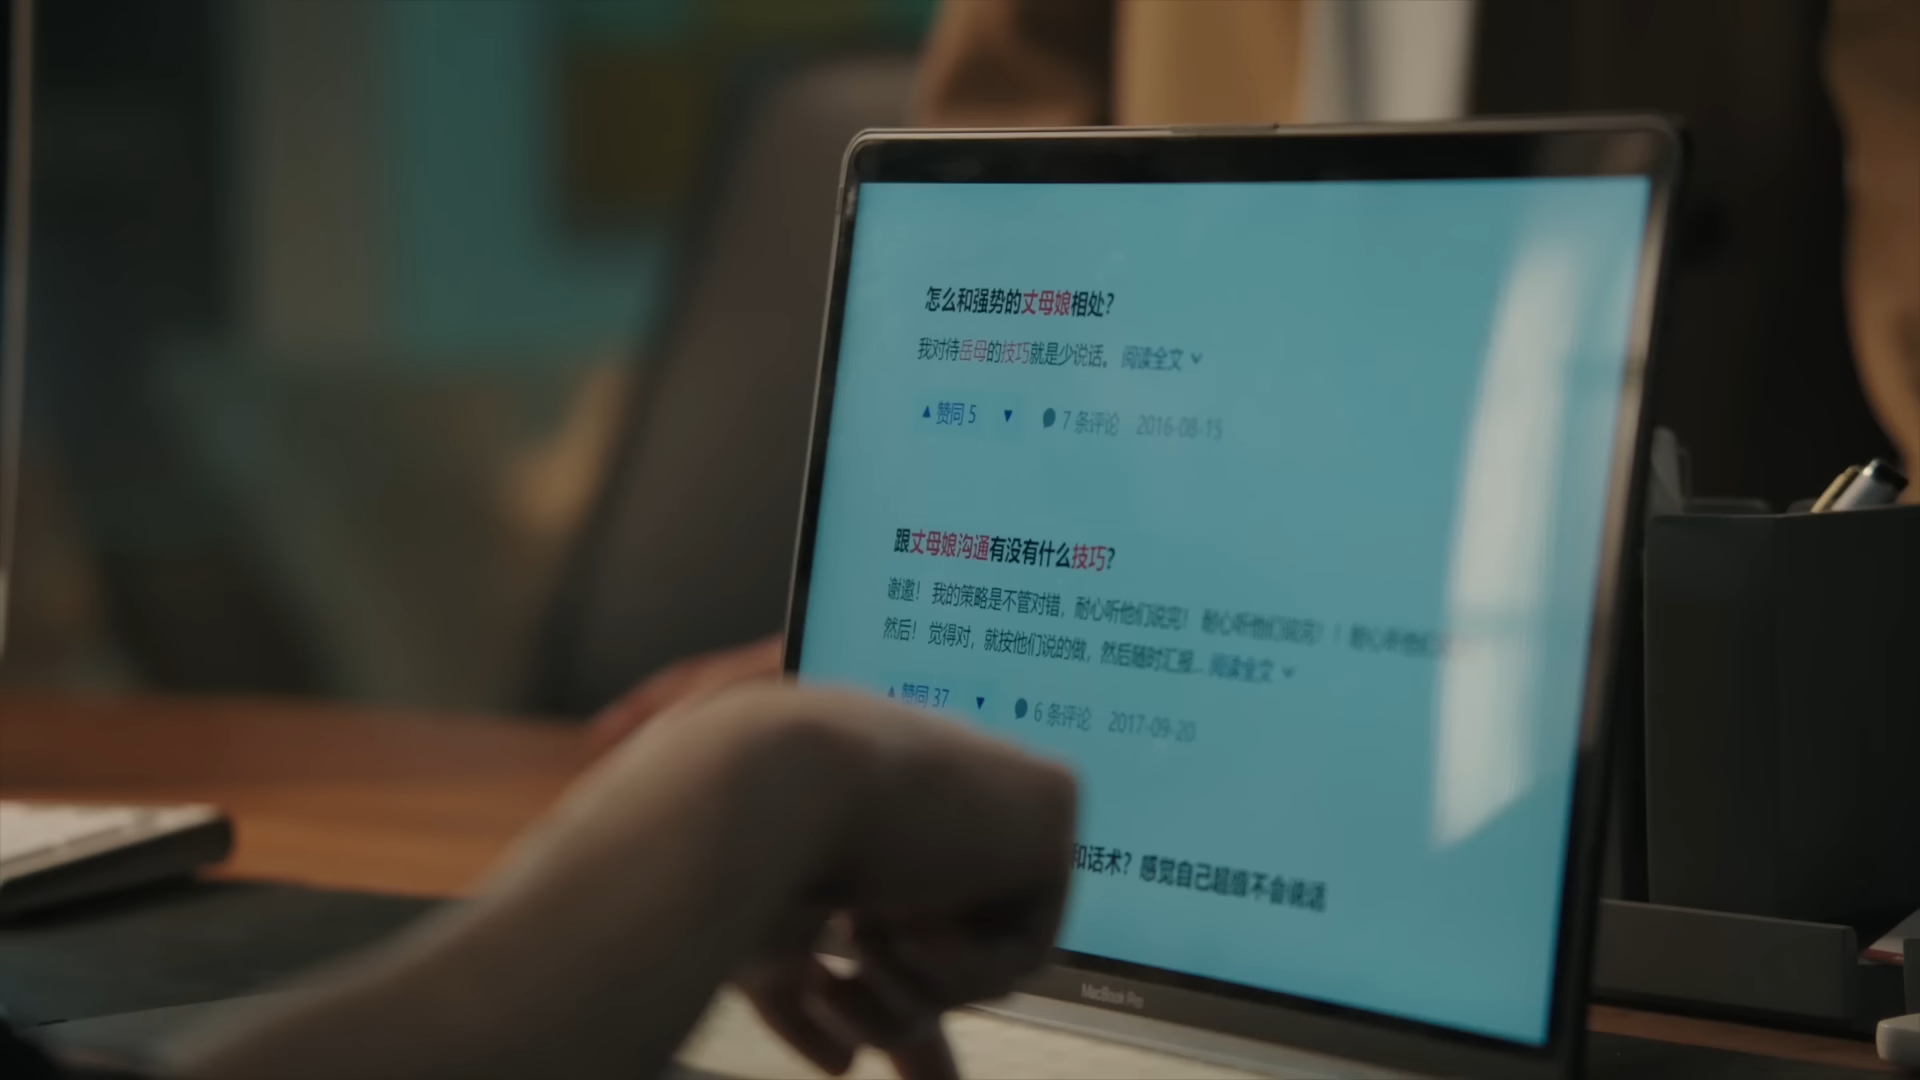 怎么和强势的丈母娘相处?
我对待岳母的技巧就是少说话。 阅读全文
赞同 5 7 条评论 2016-08-15
跟丈母娘沟通有没有什么技巧?
谢邀! 我的策略是不管对错,耐心听他们说完! 耐心听他们说完!! 耐心听他们
然后! 觉得对,就按他们说的做,然后随时汇报... 阅读全文
赞同 37 6 条评论 2017-09-20
和话术? 感觉自己超级不会说话
MacBook Pro